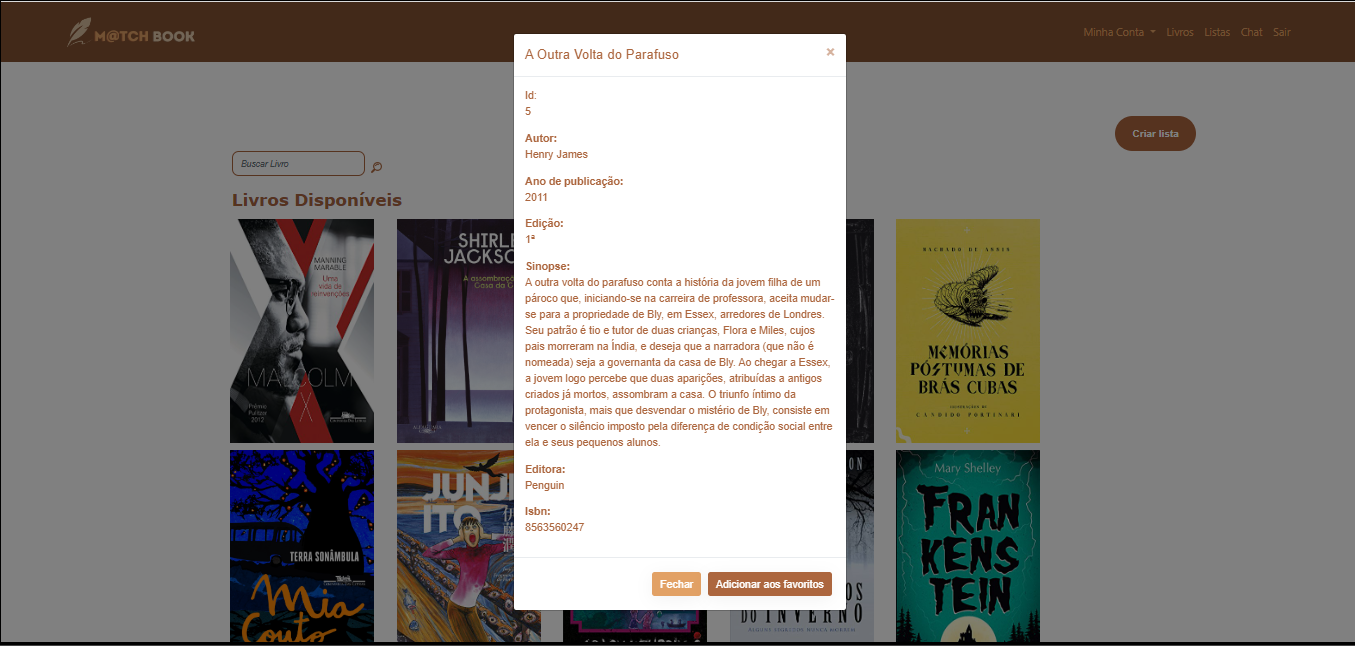 M@TCH BOOK
Minha Conta Livros Listas Chat Sair
Criar lista
Buscar Livro
Livros Disponíveis
A Outra Volta do Parafuso
×
Id:
5
Autor:
Henry James
Ano de publicação:
2011
Edição:
1ª
Sinopse:
A outra volta do parafuso conta a história da jovem filha de um
pároco que, iniciando-se na carreira de professora, aceita mudar-
se para a propriedade de Bly, em Essex, arredores de Londres.
Seu patrão é tio e tutor de duas crianças, Flora e Miles, cujos
pais morreram na Índia, e deseja que a narradora (que não é
nomeada) seja a governanta da casa de Bly. Ao chegar a Essex,
a jovem logo percebe que duas aparições, atribuídas a antigos
criados já mortos, assombram a casa. O triunfo íntimo da
protagonista, mais que desvendar o mistério de Bly, consiste em
vencer o silêncio imposto pela diferença de condição social entre
ela e seus pequenos alunos.
Editora:
Penguin
Isbn:
8563560247
Fechar
Adicionar aos favoritos
MANNING
MARABLE
Uma
vida de
reinvenções
MALCOLM
X
Prêmio
Pulitzer
2012
SHIRL
JACKSO
A assombraç
Casa da C
MACHADO DE ASSIS
MEMÓRIAS
PÓSTUMAS DE
BRÁS CUBAS
ILUSTRAÇÕES DE
CANDIDO PORTINARI
TERRA SONÂMBULA
Mia
Couto
JUNJI
ITO
伊藤潤
OS
DO INVERNO
Mary Shelley
FRAN
KENS
TEIN